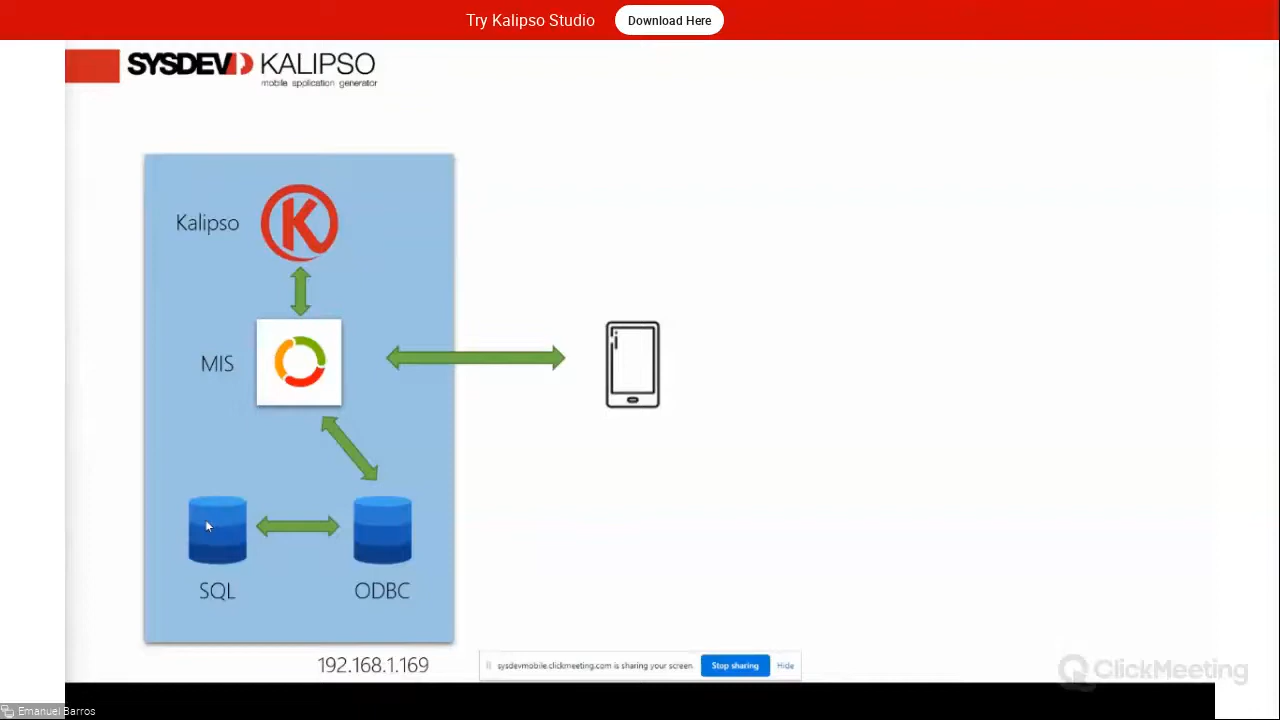 Try Kalipso Studio
Download Here
SYSDEV KALIPSO
mobile application generator
Kalipso
K
MIS
SQL
ODBC
192.168.1.169
sysdevmobile.clickmeeting.com is sharing your screen.
Stop sharing
Hide
ClickMeeting
Emanuel Barros